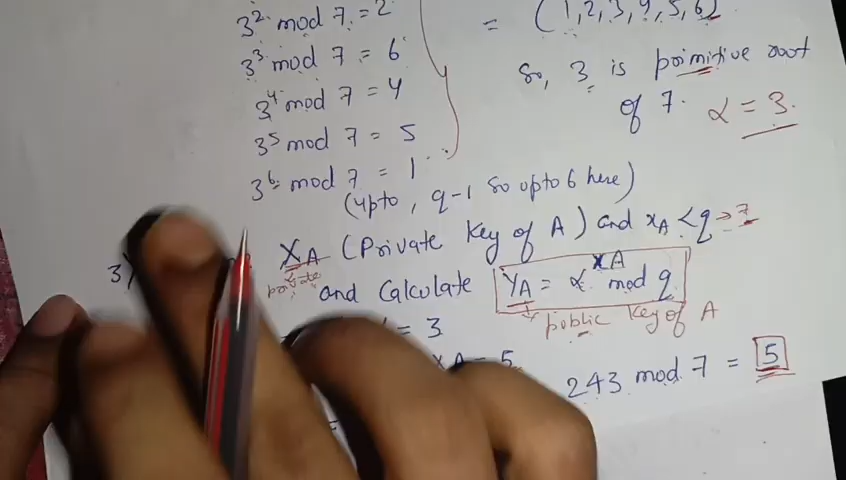 3² mod 7 = 2
3³ mod 7 = 6
3⁴ mod 7 = 4
3⁵ mod 7 = 5
3⁶ mod 7 = 1
= (1,2,3,4,5,6)
So, 3 is primitive root
of 7. α = 3.
(upto, q-1 so upto 6 here)
3) XA (Private Key of A) and xA < q → 7
private
and Calculate YA = α^XA mod q
public Key of A
= 3
XA = 5
243 mod 7 = 5
=